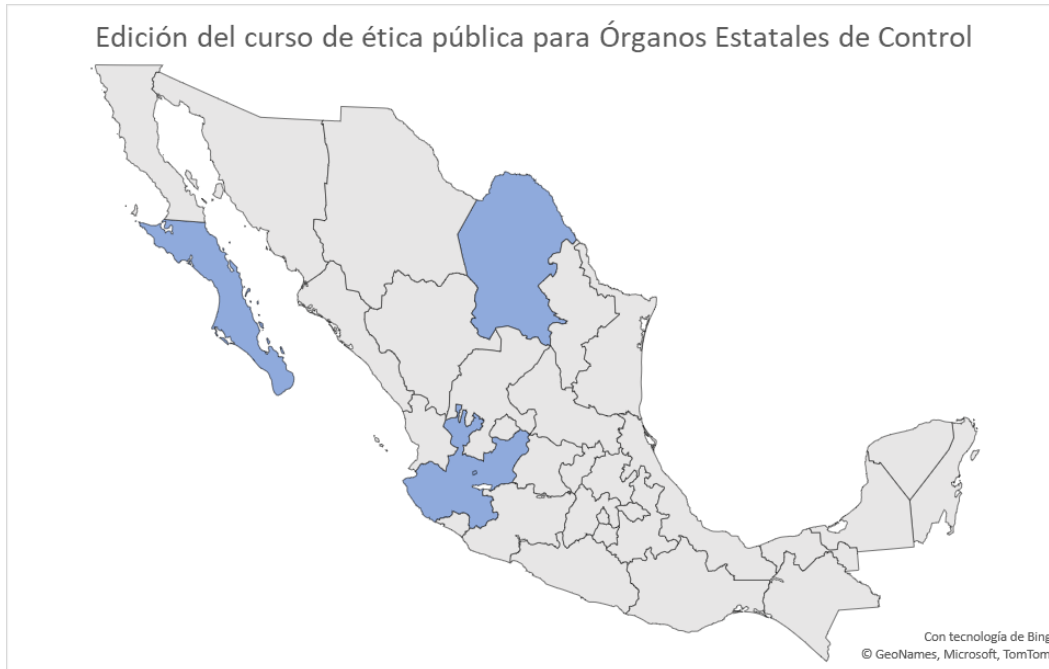 Edición del curso de ética pública para Órganos Estatales de Control
Con tecnología de Bing
© GeoNames, Microsoft, TomTom